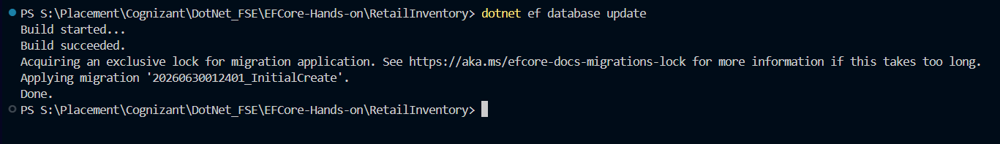 PS S:\Placement\Cognizant\DotNet_FSE\EFCore-Hands-on\RetailInventory> dotnet ef database update
Build started...
Build succeeded.
Acquiring an exclusive lock for migration application. See https://aka.ms/efcore-docs-migrations-lock for more information if this takes too long.
Applying migration '20260630012401_InitialCreate'.
Done.
PS S:\Placement\Cognizant\DotNet_FSE\EFCore-Hands-on\RetailInventory>